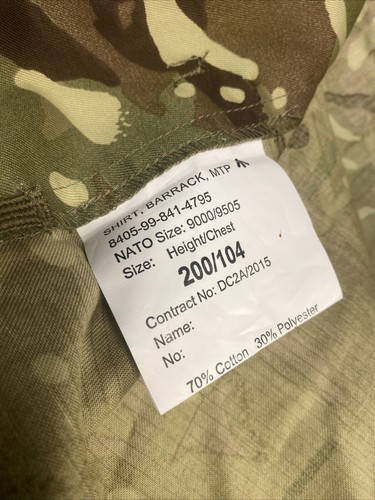 SHIRT, BARRACK, MTP
8405-99-841-4795
NATO Size: 9000/9505
Size: Height/Chest
200/104
Contract No: DC2A/2015
Name:
No:
70% Cotton 30% Polyester